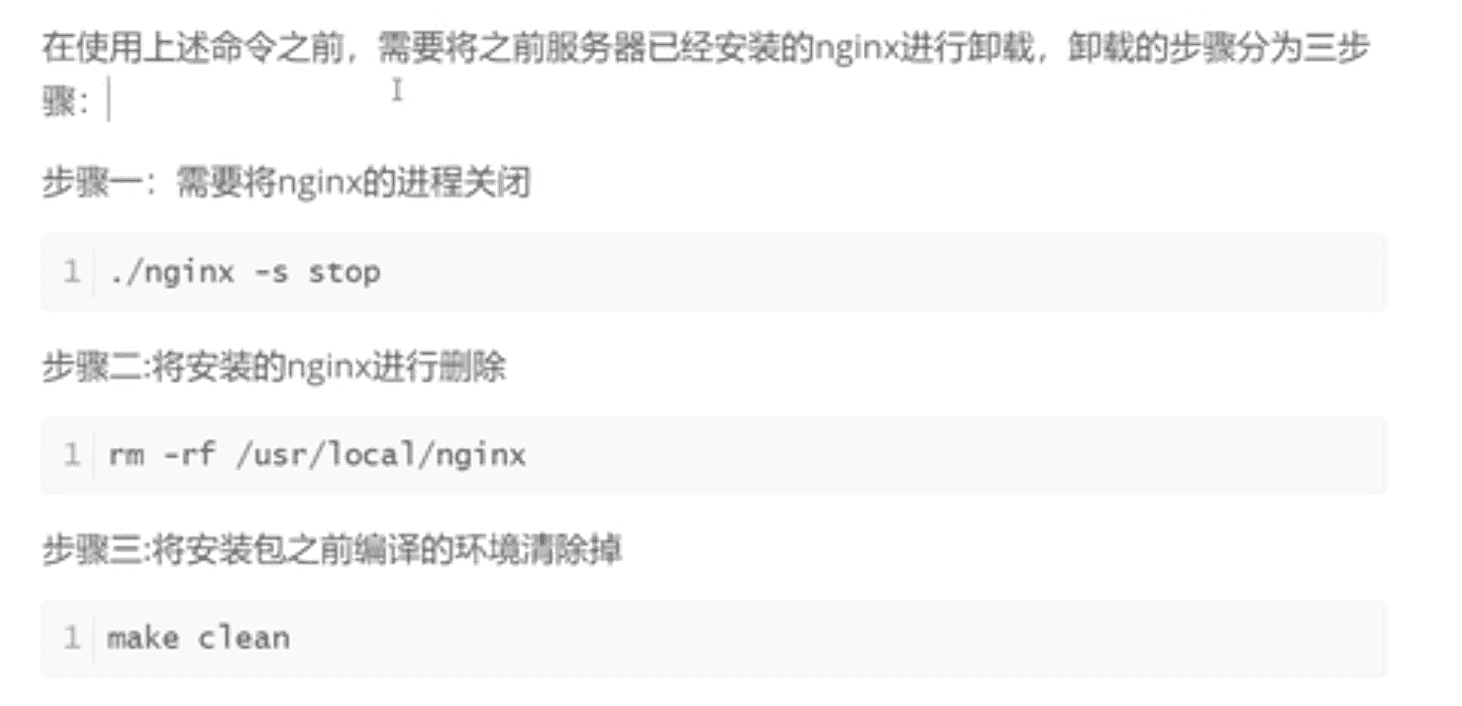 在使用上述命令之前，需要将之前服务器已经安装的nginx进行卸载，卸载的步骤分为三步
骤：
步骤一：需要将nginx的进程关闭
1 ./nginx -s stop
步骤二:将安装的nginx进行删除
1 rm -rf /usr/local/nginx
步骤三:将安装包之前编译的环境清除掉
1 make clean